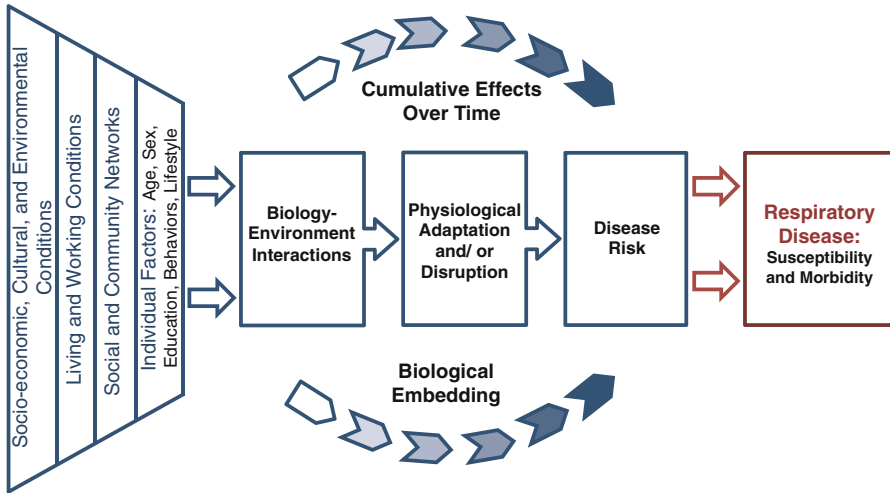 Socio-economic, Cultural, and Environmental
Conditions
Living and Working Conditions
Social and Community Networks
Individual Factors: Age, Sex,
Education, Behaviors, Lifestyle
Cumulative Effects
Over Time
Biology-
Environment
Interactions
Physiological
Adaptation
and/ or
Disruption
Disease
Risk
Respiratory
Disease:
Susceptibility
and Morbidity
Biological
Embedding